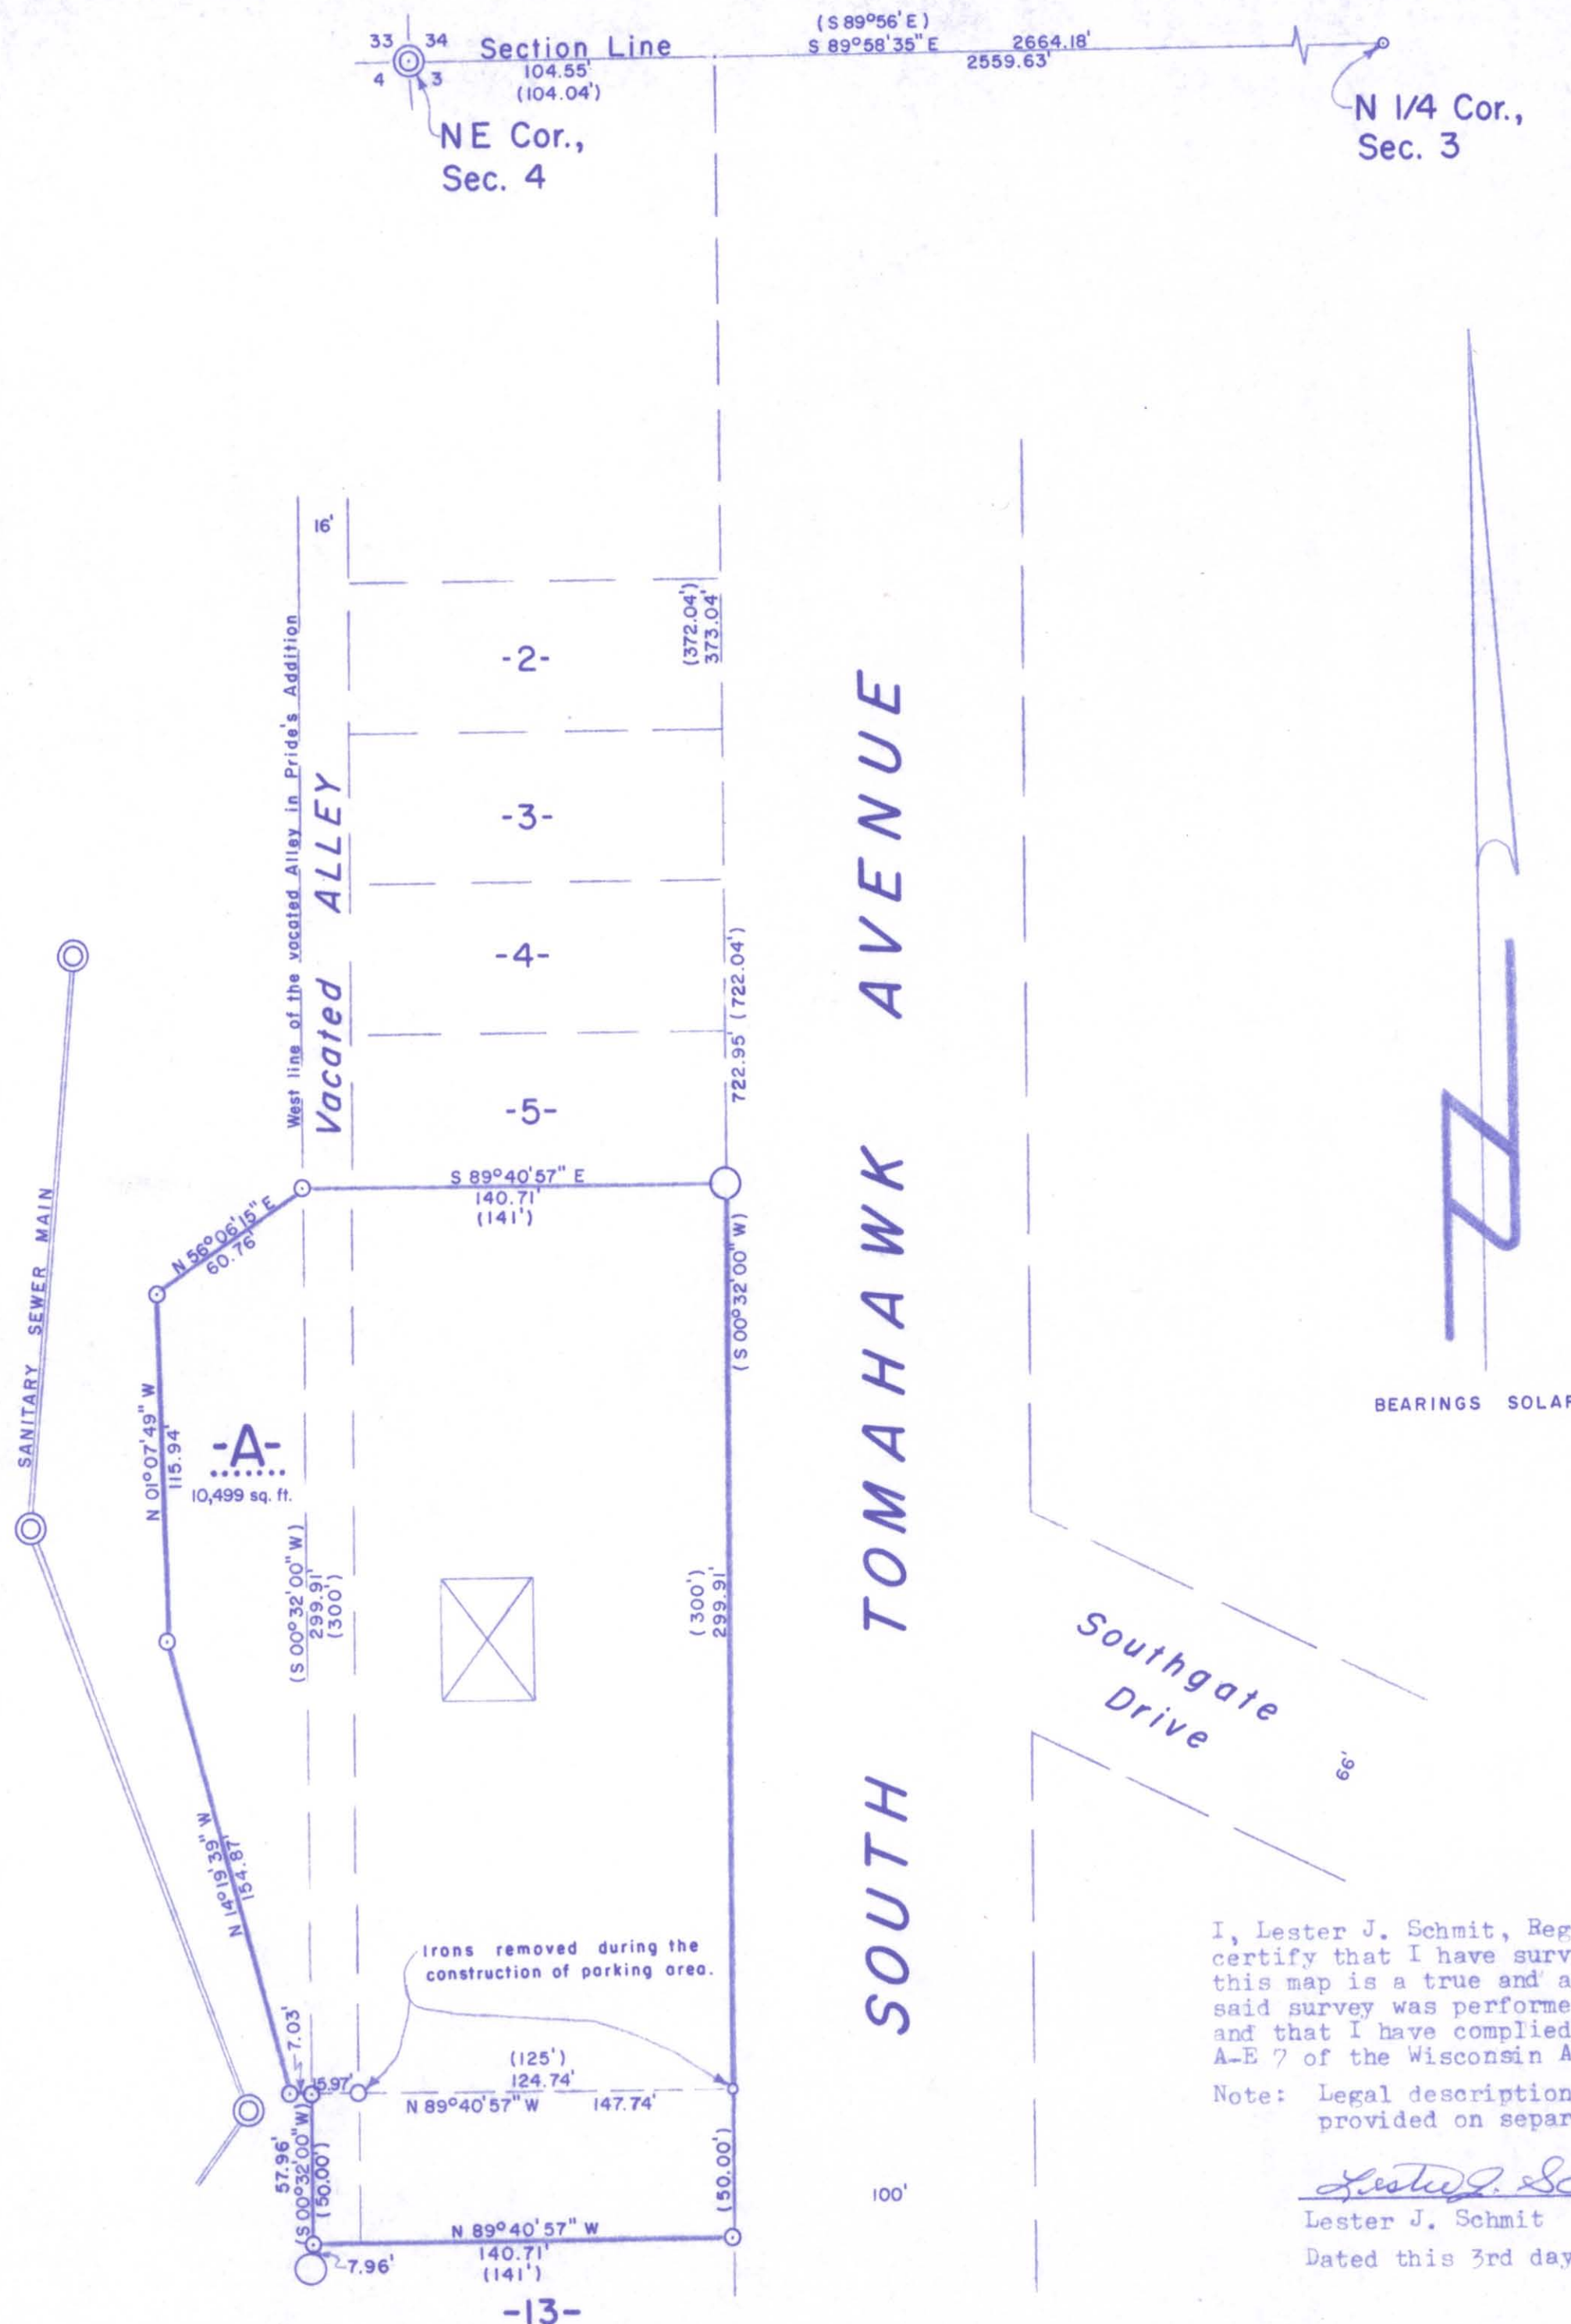 (S 89°56' E)
33 34 Section Line S 89°58'35" E 2664.18'
4 3 104.55' 2559.63'
(104.04')
NE Cor.,
Sec. 4
N 1/4 Cor.,
Sec. 3
16'
West line of the vacated Alley in Pride's Addition
Vacated ALLEY
(372.04')
373.04'
-2-
-3-
-4-
-5-
722.95' (722.04')
SOUTH TOMAHAWK AVENUE
SANITARY SEWER MAIN
S 89°40'57" E
140.71'
(141')
N 56°06'15" E
60.76'
(S 00°32'00" W)
N 01°07'49" W
115.94'
-A-
10,499 sq. ft.
(S 00°32'00" W)
299.91'
(300')
(300')
299.91'
BEARINGS SOLAR
Southgate
Drive
66'
N 14°19'39" W
154.87'
Irons removed during the
construction of parking area.
7.03'
15.97'
(125')
124.74'
N 89°40'57" W 147.74'
57.96'
(S 00°32'00" W)
(50.00')
(50.00')
100'
N 89°40'57" W
140.71'
(141')
7.96'
-13-
I, Lester J. Schmit, Reg
certify that I have surv
this map is a true and a
said survey was performe
and that I have complied
A-E 7 of the Wisconsin A
Note: Legal description
provided on separ
Lester J. Sc
Lester J. Schmit
Dated this 3rd day